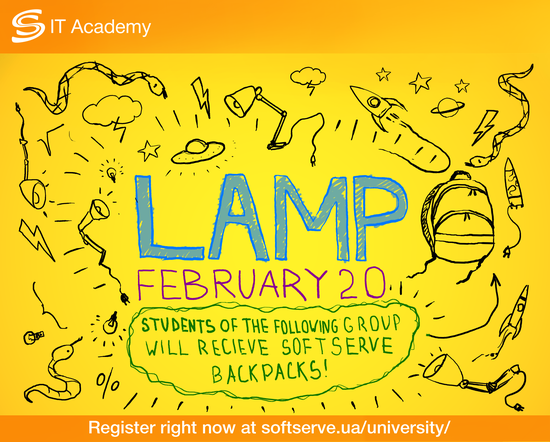 IT Academy
LAMP
FEBRUARY 20
STUDENTS OF THE FOLLOWING GROUP
WILL RECIEVE SOFTSERVE
BACKPACKS!
%
Register right now at softserve.ua/university/